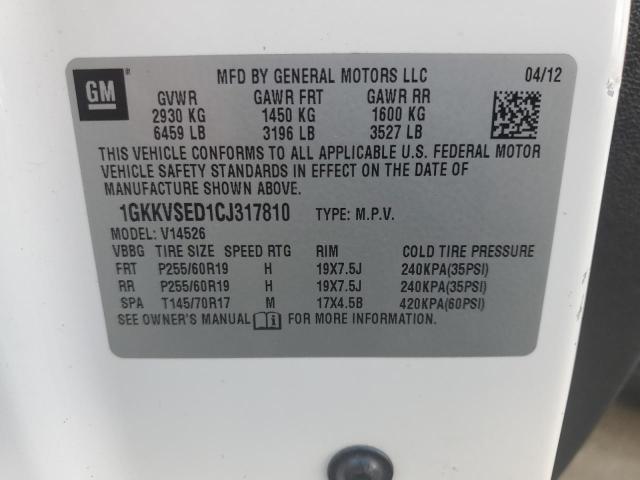 GM
MFD BY GENERAL MOTORS LLC 04/12
GVWR GAWR FRT GAWR RR
2930 KG 1450 KG 1600 KG
6459 LB 3196 LB 3527 LB
THIS VEHICLE CONFORMS TO ALL APPLICABLE U.S. FEDERAL MOTOR
VEHICLE SAFETY STANDARDS IN EFFECT ON THE DATE OF
MANUFACTURE SHOWN ABOVE.
1GKKVSED1CJ317810 TYPE: M.P.V.
MODEL: V14526
VBBG TIRE SIZE SPEED RTG RIM COLD TIRE PRESSURE
FRT P255/60R19 H 19X7.5J 240KPA(35PSI)
RR P255/60R19 H 19X7.5J 240KPA(35PSI)
SPA T145/70R17 M 17X4.5B 420KPA(60PSI)
SEE OWNER'S MANUAL FOR MORE INFORMATION.